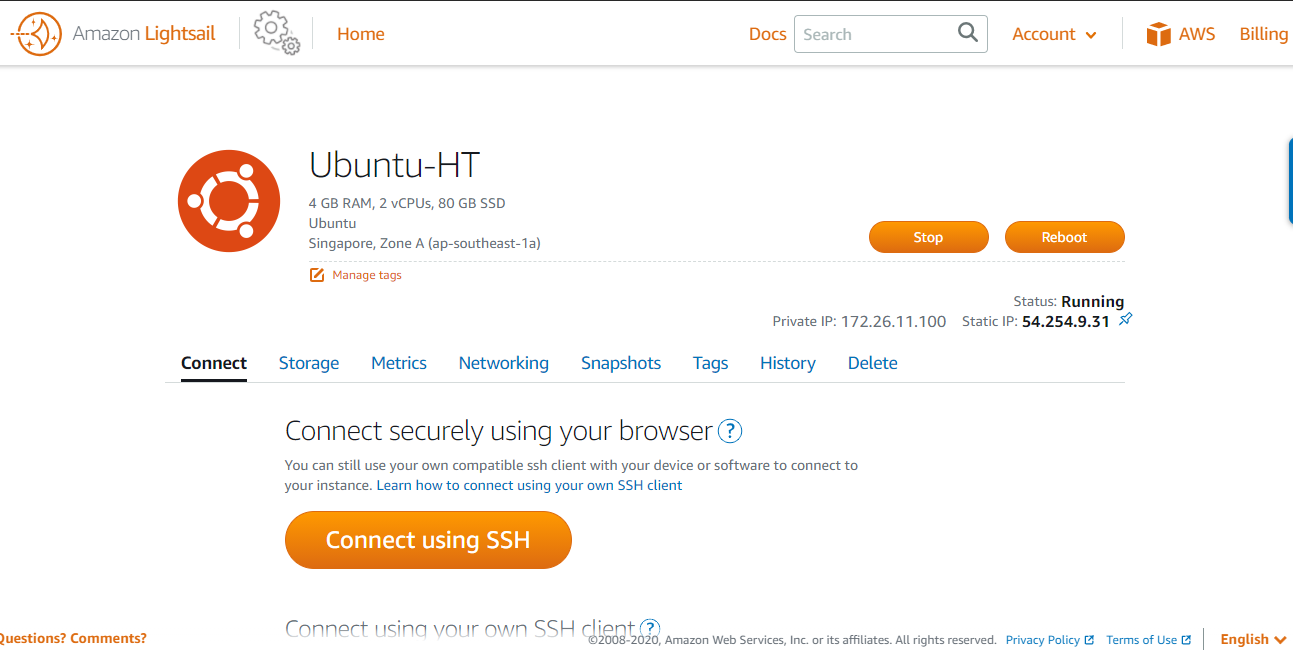 Amazon Lightsail
Home
Docs
Search
Account
AWS
Billing
Ubuntu-HT
4 GB RAM, 2 vCPUs, 80 GB SSD
Ubuntu
Singapore, Zone A (ap-southeast-1a)
Stop
Reboot
Manage tags
Status: Running
Private IP: 172.26.11.100 Static IP: 54.254.9.31
Connect Storage Metrics Networking Snapshots Tags History Delete
Connect securely using your browser ?
You can still use your own compatible ssh client with your device or software to connect to
your instance. Learn how to connect using your own SSH client
Connect using SSH
Connect using your own SSH client ?
Questions? Comments?
©2008-2020, Amazon Web Services, Inc. or its affiliates. All rights reserved. Privacy Policy Terms of Use
English